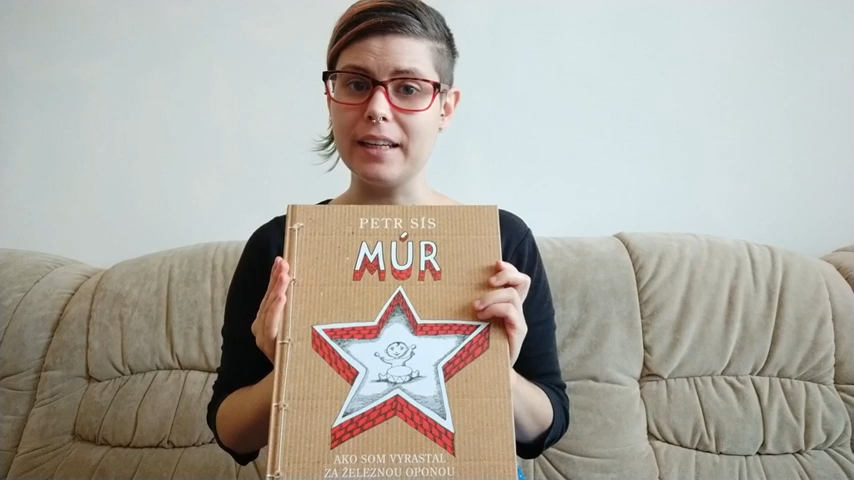 PETR SÍS
MÚR
AKO SOM VYRASTAL
ZA ŽELEZNOU OPONOU